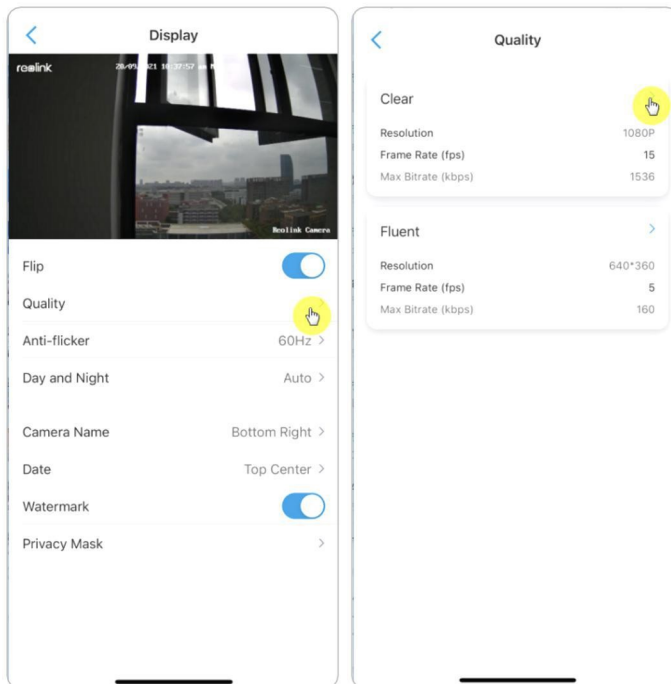 Display
reolink
Reolink Camera
Flip
Quality
Anti-flicker 60Hz >
Day and Night Auto >
Camera Name Bottom Right >
Date Top Center >
Watermark
Privacy Mask >
Quality
Clear
Resolution 1080P
Frame Rate (fps) 15
Max Bitrate (kbps) 1536
Fluent >
Resolution 640*360
Frame Rate (fps) 5
Max Bitrate (kbps) 160